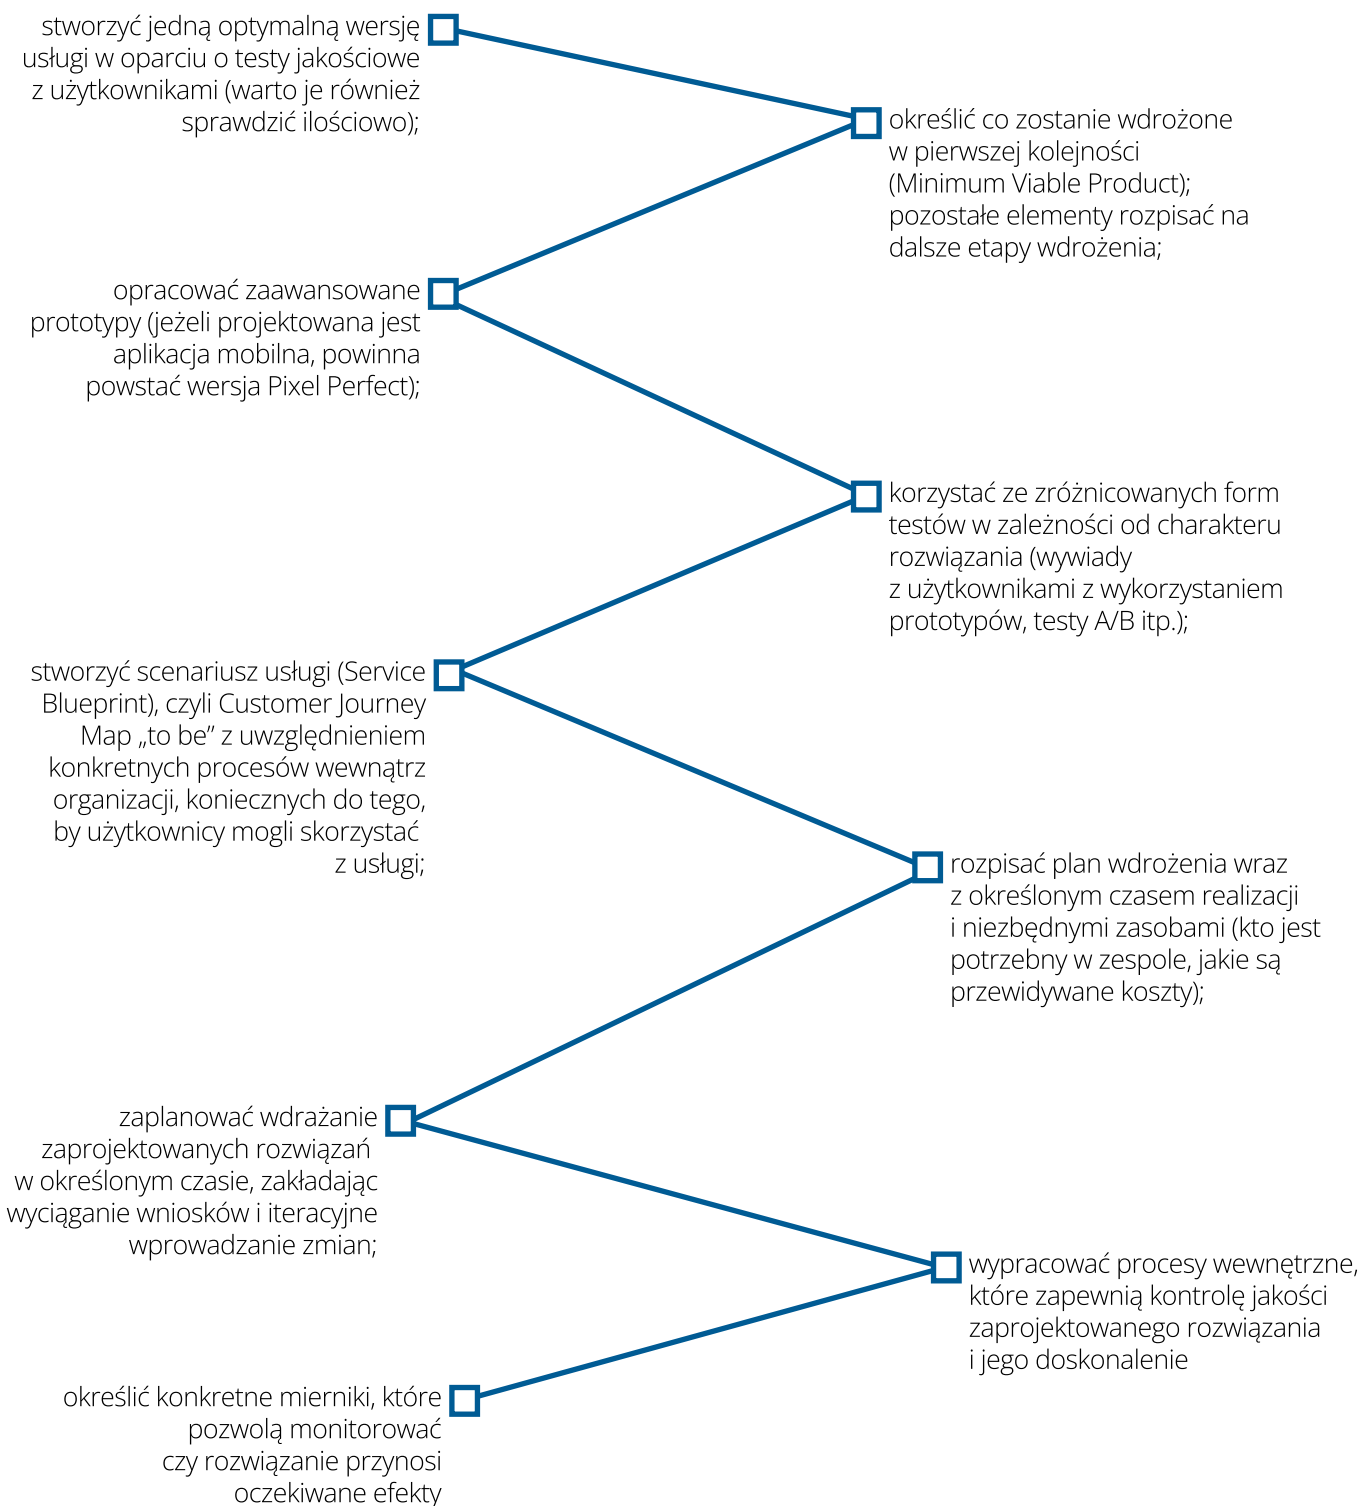 stworzyć jedną optymalną wersję
usługi w oparciu o testy jakościowe
z użytkownikami (warto je również
sprawdzić ilościowo);
określić co zostanie wdrożone
w pierwszej kolejności
(Minimum Viable Product);
pozostałe elementy rozpisać na
dalsze etapy wdrożenia;
opracować zaawansowane
prototypy (jeżeli projektowana jest
aplikacja mobilna, powinna
powstać wersja Pixel Perfect);
korzystać ze zróżnicowanych form
testów w zależności od charakteru
rozwiązania (wywiady
z użytkownikami z wykorzystaniem
prototypów, testy A/B itp.);
stworzyć scenariusz usługi (Service
Blueprint), czyli Customer Journey
Map „to be” z uwzględnieniem
konkretnych procesów wewnątrz
organizacji, koniecznych do tego,
by użytkownicy mogli skorzystać
z usługi;
rozpisać plan wdrożenia wraz
z określonym czasem realizacji
i niezbędnymi zasobami (kto jest
potrzebny w zespole, jakie są
przewidywane koszty);
zaplanować wdrażanie
zaprojektowanych rozwiązań
w określonym czasie, zakładając
wyciąganie wniosków i iteracyjne
wprowadzanie zmian;
wypracować procesy wewnętrzne,
które zapewnią kontrolę jakości
zaprojektowanego rozwiązania
i jego doskonalenie
określić konkretne mierniki, które
pozwolą monitorować
czy rozwiązanie przynosi
oczekiwane efekty